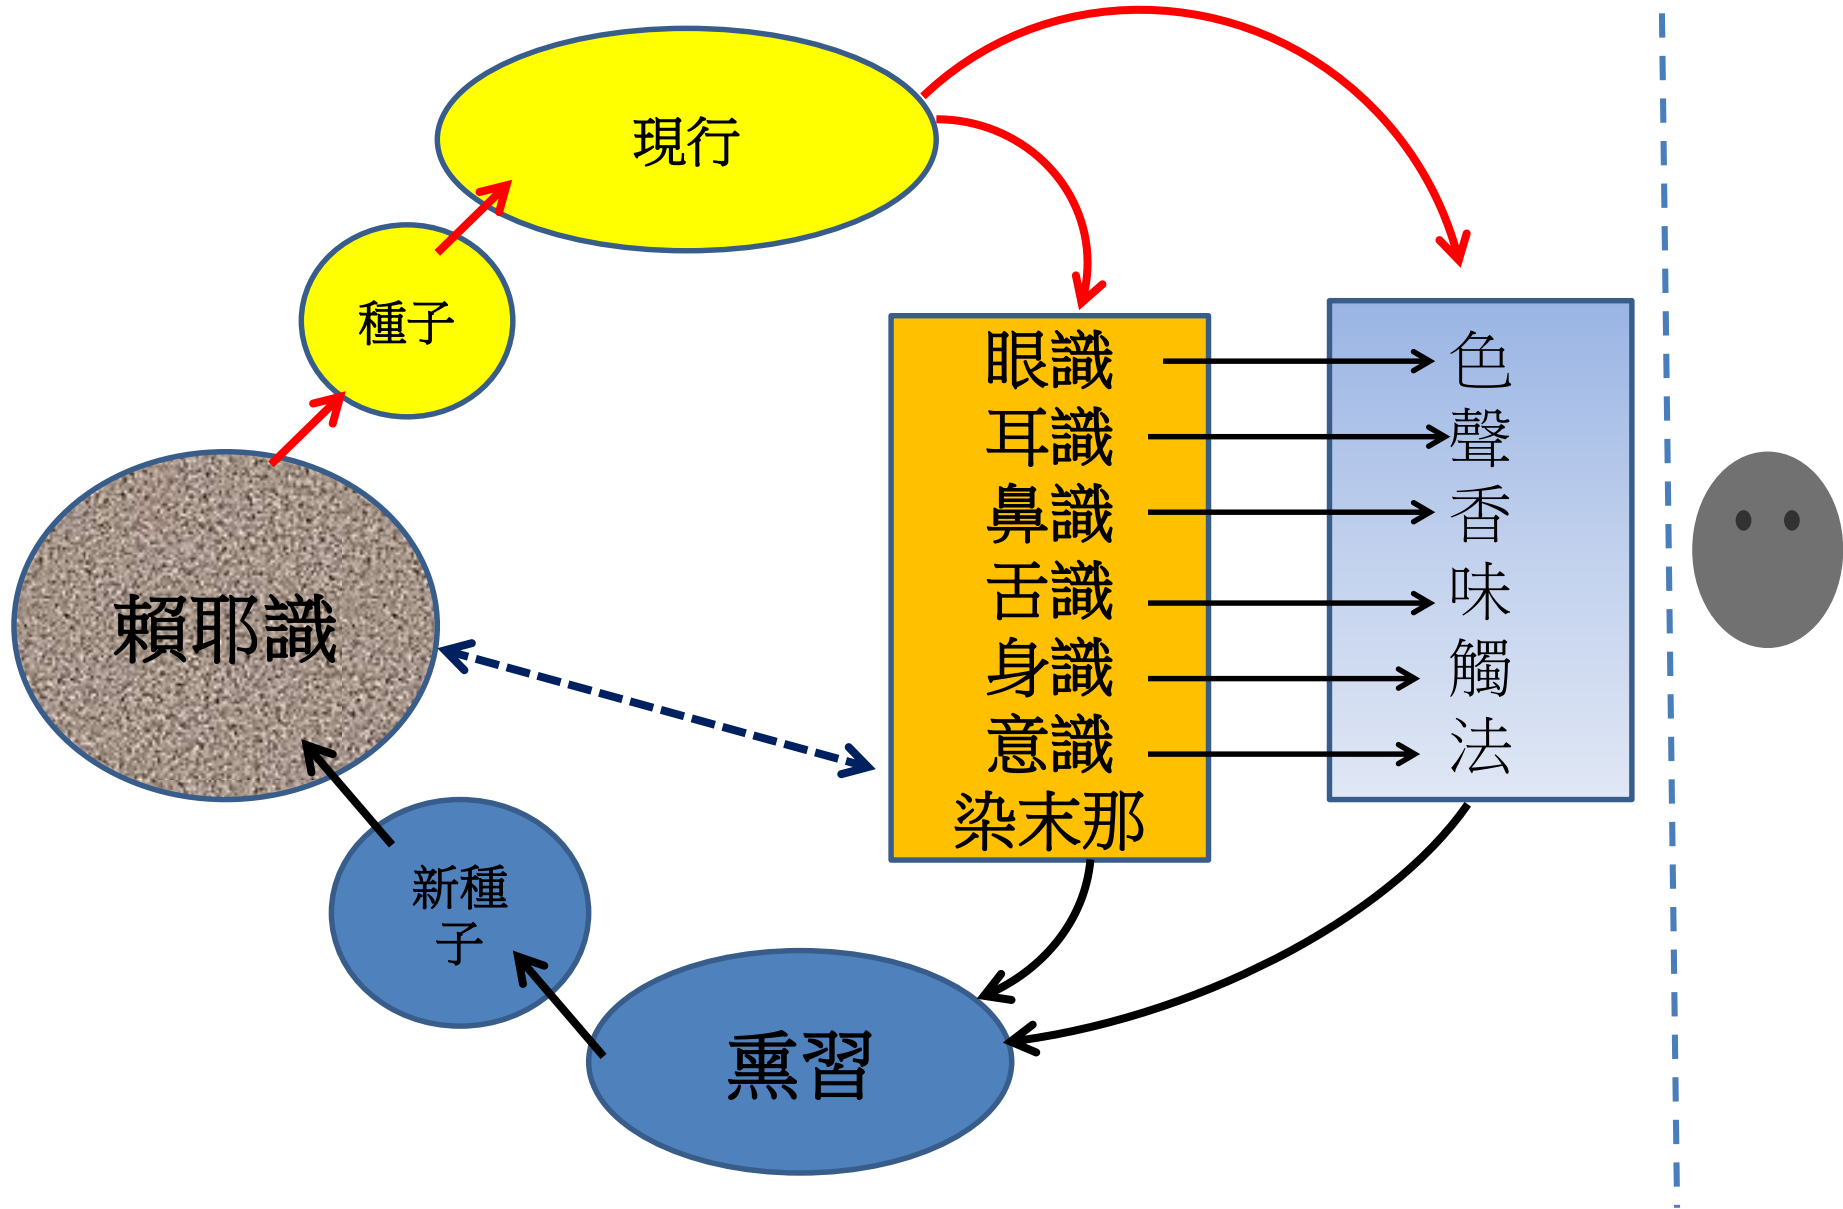 現行
種子
賴耶識
新種
子
熏習
眼識
耳識
鼻識
舌識
身識
意識
染末那
色
聲
香
味
觸
法